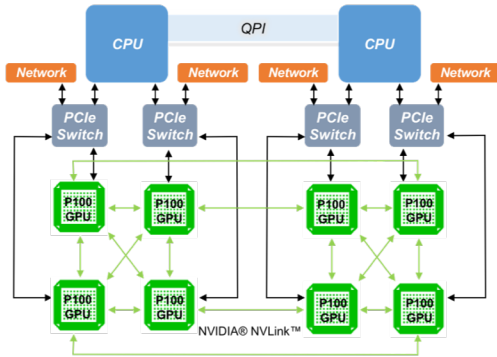 QPI
CPU
CPU
Network
Network
Network
Network
PCIe
Switch
PCIe
Switch
PCIe
Switch
PCIe
Switch
P100
GPU
P100
GPU
P100
GPU
P100
GPU
P100
GPU
P100
GPU
P100
GPU
P100
GPU
NVIDIA® NVLink™